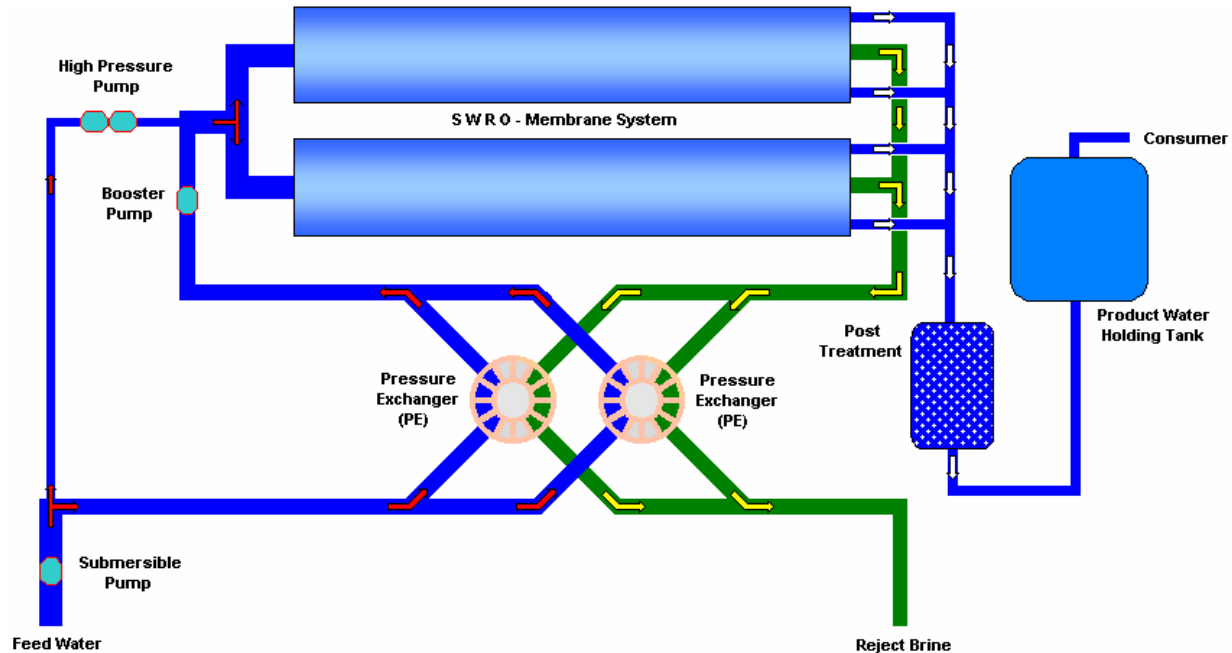 High Pressure
Pump
S W R O - Membrane System
Consumer
Booster
Pump
Product Water
Holding Tank
Post
Treatment
Pressure
Exchanger
(PE)
Pressure
Exchanger
(PE)
Submersible
Pump
Feed Water
Reject Brine